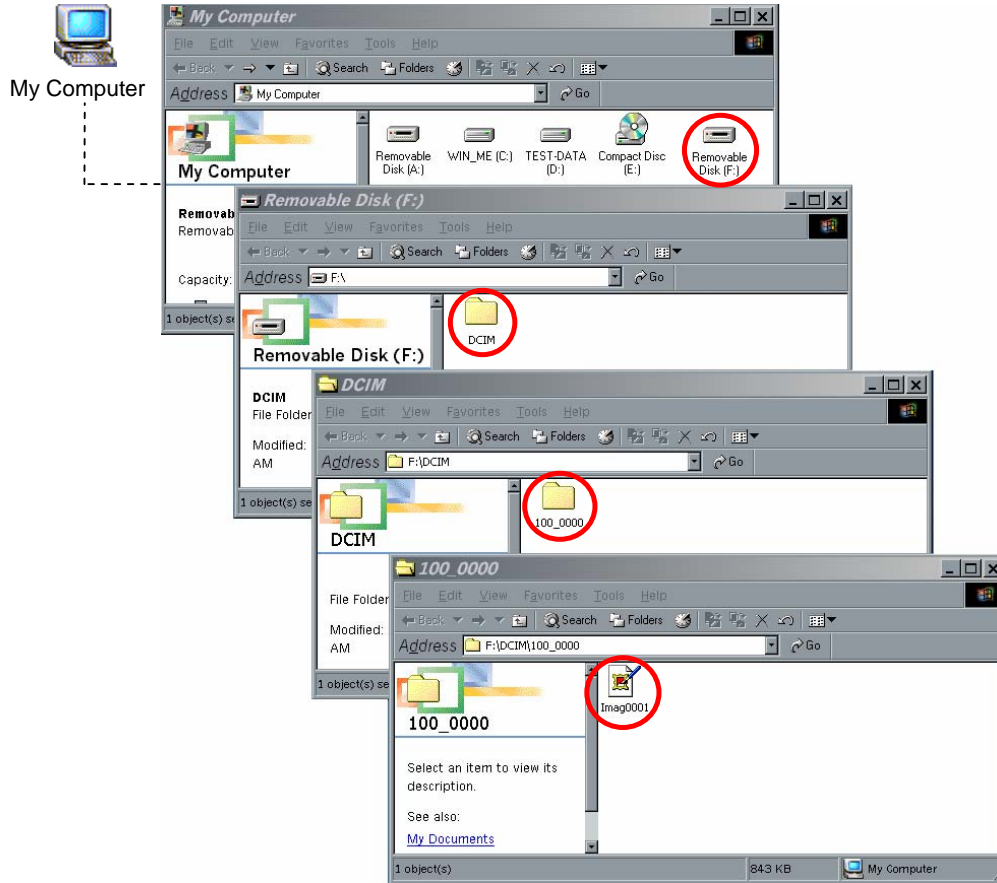 My Computer
My Computer
File Edit View Favorites Tools Help
Back Search Folders
Address My Computer Go
My Computer
Removable Disk (A:)
WIN_ME (C:)
TEST-DATA (D:)
Compact Disc (E:)
Removable Disk (F:)
Removab
Removab
Capacity:
1 object(s) se
Removable Disk (F:)
File Edit View Favorites Tools Help
Back Search Folders
Address F:\ Go
Removable Disk (F:)
DCIM
DCIM
File Folder
Modified:
AM
1 object(s) se
DCIM
File Edit View Favorites Tools Help
Back Search Folders
Address F:\DCIM Go
DCIM
100_0000
File Folder
Modified:
AM
1 object(s) se
100_0000
File Edit View Favorites Tools Help
Back Search Folders
Address F:\DCIM\100_0000 Go
100_0000
Imag0001
Select an item to view its
description.
See also:
My Documents
1 object(s) 843 KB My Computer